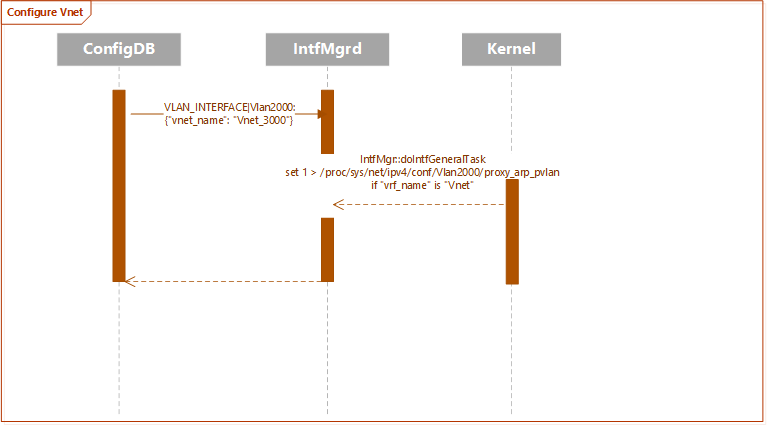 Configure Vnet
ConfigDB
IntfMgrd
Kernel
VLAN_INTERFACE|Vlan2000:
{"vnet_name": "Vnet_3000"}
IntfMgr::doIntfGeneralTask
set 1 > /proc/sys/net/ipv4/conf/Vlan2000/proxy_arp_pvlan
if "vrf_name" is "Vnet"